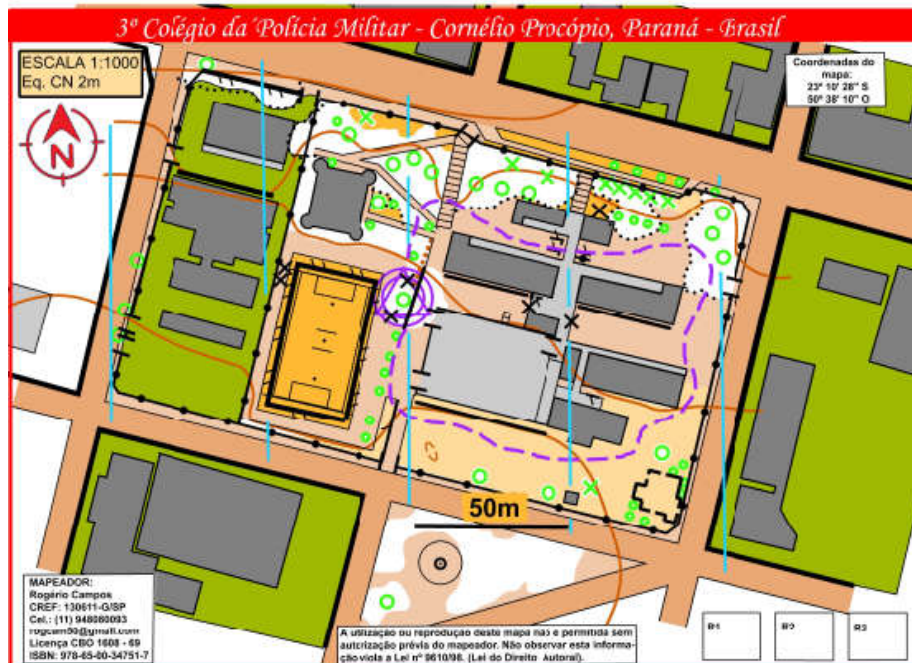 3º Colégio da Polícia Militar - Cornélio Procópio, Paraná - Brasil
ESCALA 1:1000
Eq. CN 2m
Coordenadas do
mapa:
23º 10' 28" S
50º 38' 10" O
N
50m
MAPEADOR:
Rogério Campos
CREF: 130611-G/SP
Cel.: (11) 948080093
rogcam50@gmail.com
Licença CBO 1608 - 69
ISBN: 978-65-00-34751-7
A utilização ou reprodução deste mapa não é permitida sem
autorização prévia do mapeador. Não observar esta informa-
ção viola a Lei nº 9610/98. (Lei do Direito Autoral).
R1
R2
R3